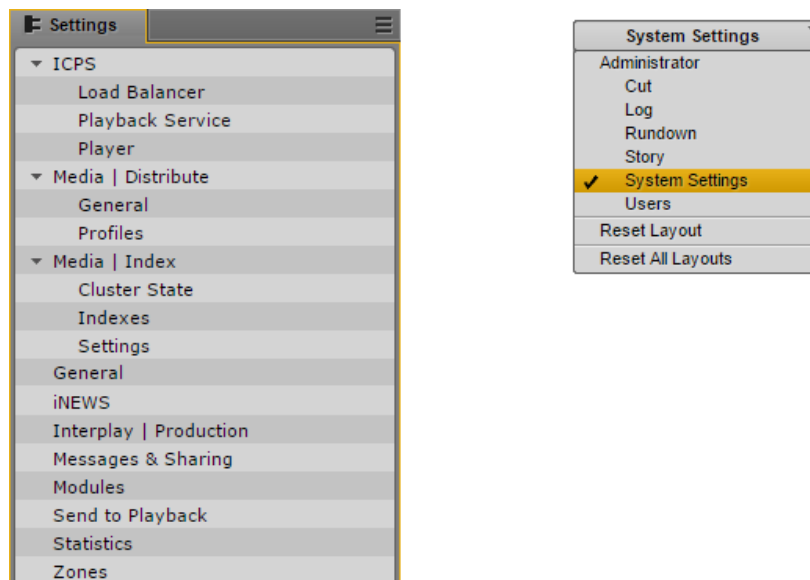 Settings
ICPS
Load Balancer
Playback Service
Player
Media | Distribute
General
Profiles
Media | Index
Cluster State
Indexes
Settings
General
iNEWS
Interplay | Production
Messages & Sharing
Modules
Send to Playback
Statistics
Zones
System Settings
Administrator
Cut
Log
Rundown
Story
System Settings
Users
Reset Layout
Reset All Layouts